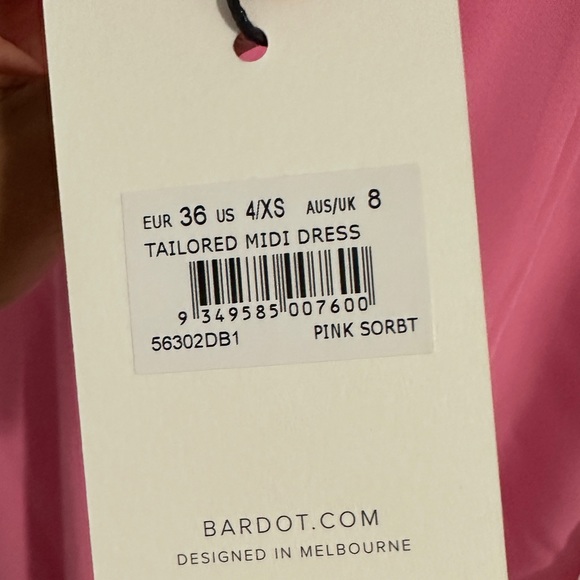 EUR 36 US 4/XS AUS/UK 8
TAILORED MIDI DRESS
9 349585 007600
56302DB1 PINK SORBT
BARDOT.COM
DESIGNED IN MELBOURNE